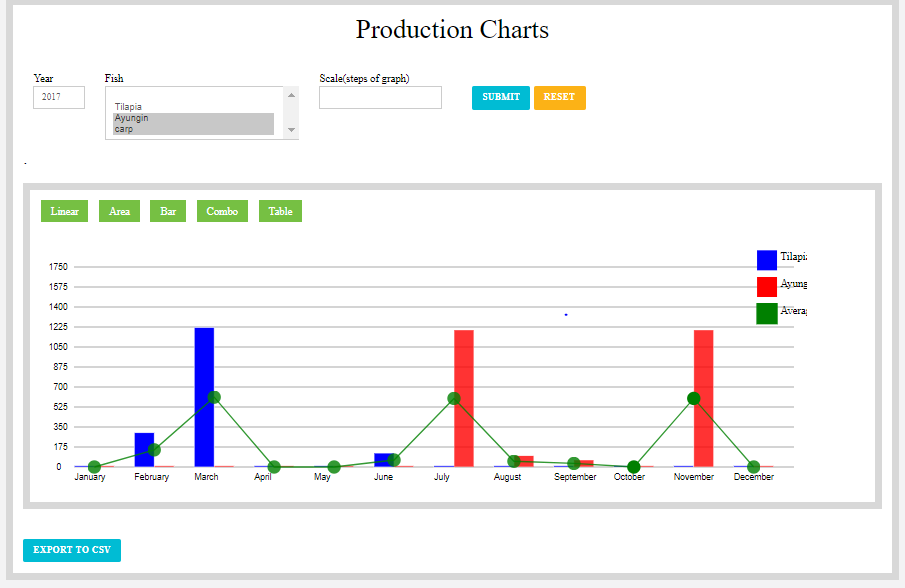 Production Charts
Year Fish Scale(steps of graph)
2017
Tilapia
Ayungin
carp
SUBMIT RESET
.
Linear Area Bar Combo Table
Tilapi
Ayung
Averag
1750
1575
1400
1225
1050
875
700
525
350
175
0
January February March April May June July August September October November December
EXPORT TO CSV